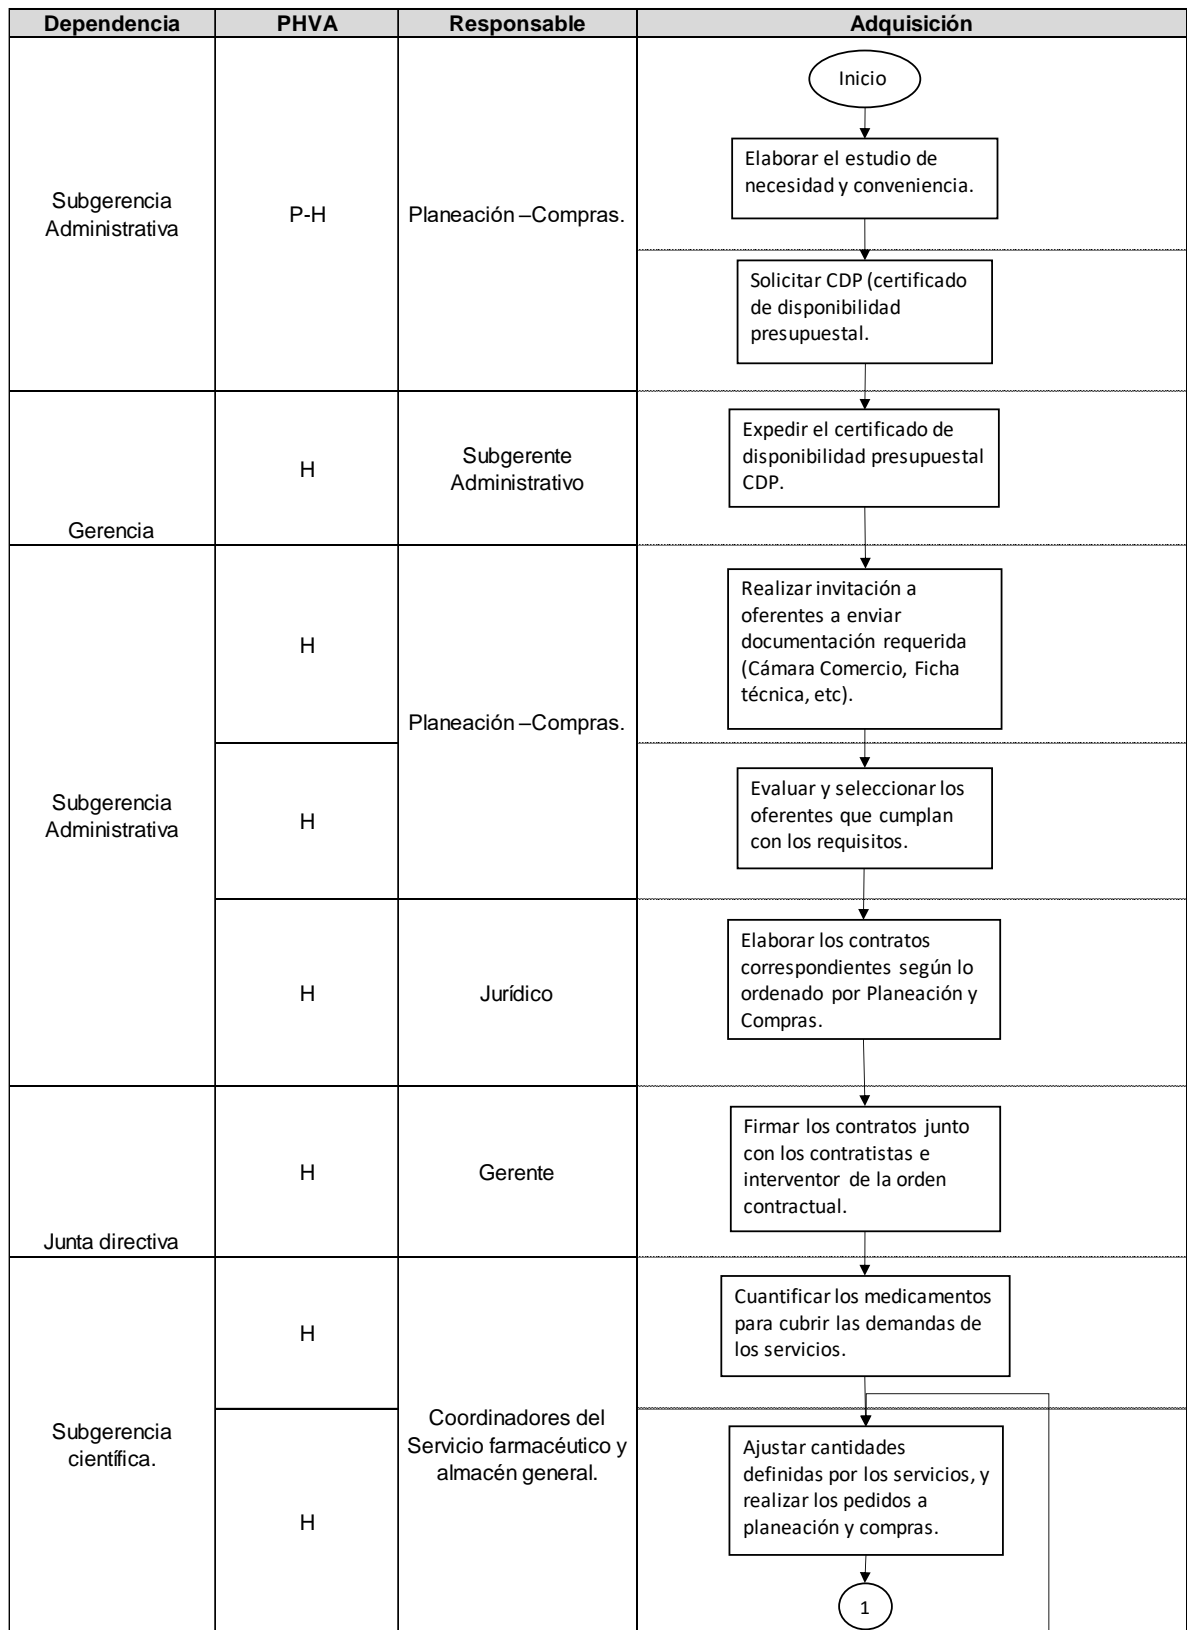 Dependencia PHVA Responsable Adquisición
Inicio
Elaborar el estudio de
necesidad y conveniencia.
Subgerencia
Administrativa
P-H
Planeación –Compras.
Solicitar CDP (certificado
de disponibilidad
presupuestal.
Gerencia
H
Subgerente
Administrativo
Expedir el certificado de
disponibilidad presupuestal
CDP.
Subgerencia
Administrativa
H
Planeación –Compras.
Realizar invitación a
oferentes a enviar
documentación requerida
(Cámara Comercio, Ficha
técnica, etc).
H
Evaluar y seleccionar los
oferentes que cumplan
con los requisitos.
H
Jurídico
Elaborar los contratos
correspondientes según lo
ordenado por Planeación y
Compras.
Junta directiva
H
Gerente
Firmar los contratos junto
con los contratistas e
interventor de la orden
contractual.
Subgerencia
científica.
H
Coordinadores del
Servicio farmacéutico y
almacén general.
Cuantificar los medicamentos
para cubrir las demandas de
los servicios.
H
Ajustar cantidades
definidas por los servicios, y
realizar los pedidos a
planeación y compras.
1